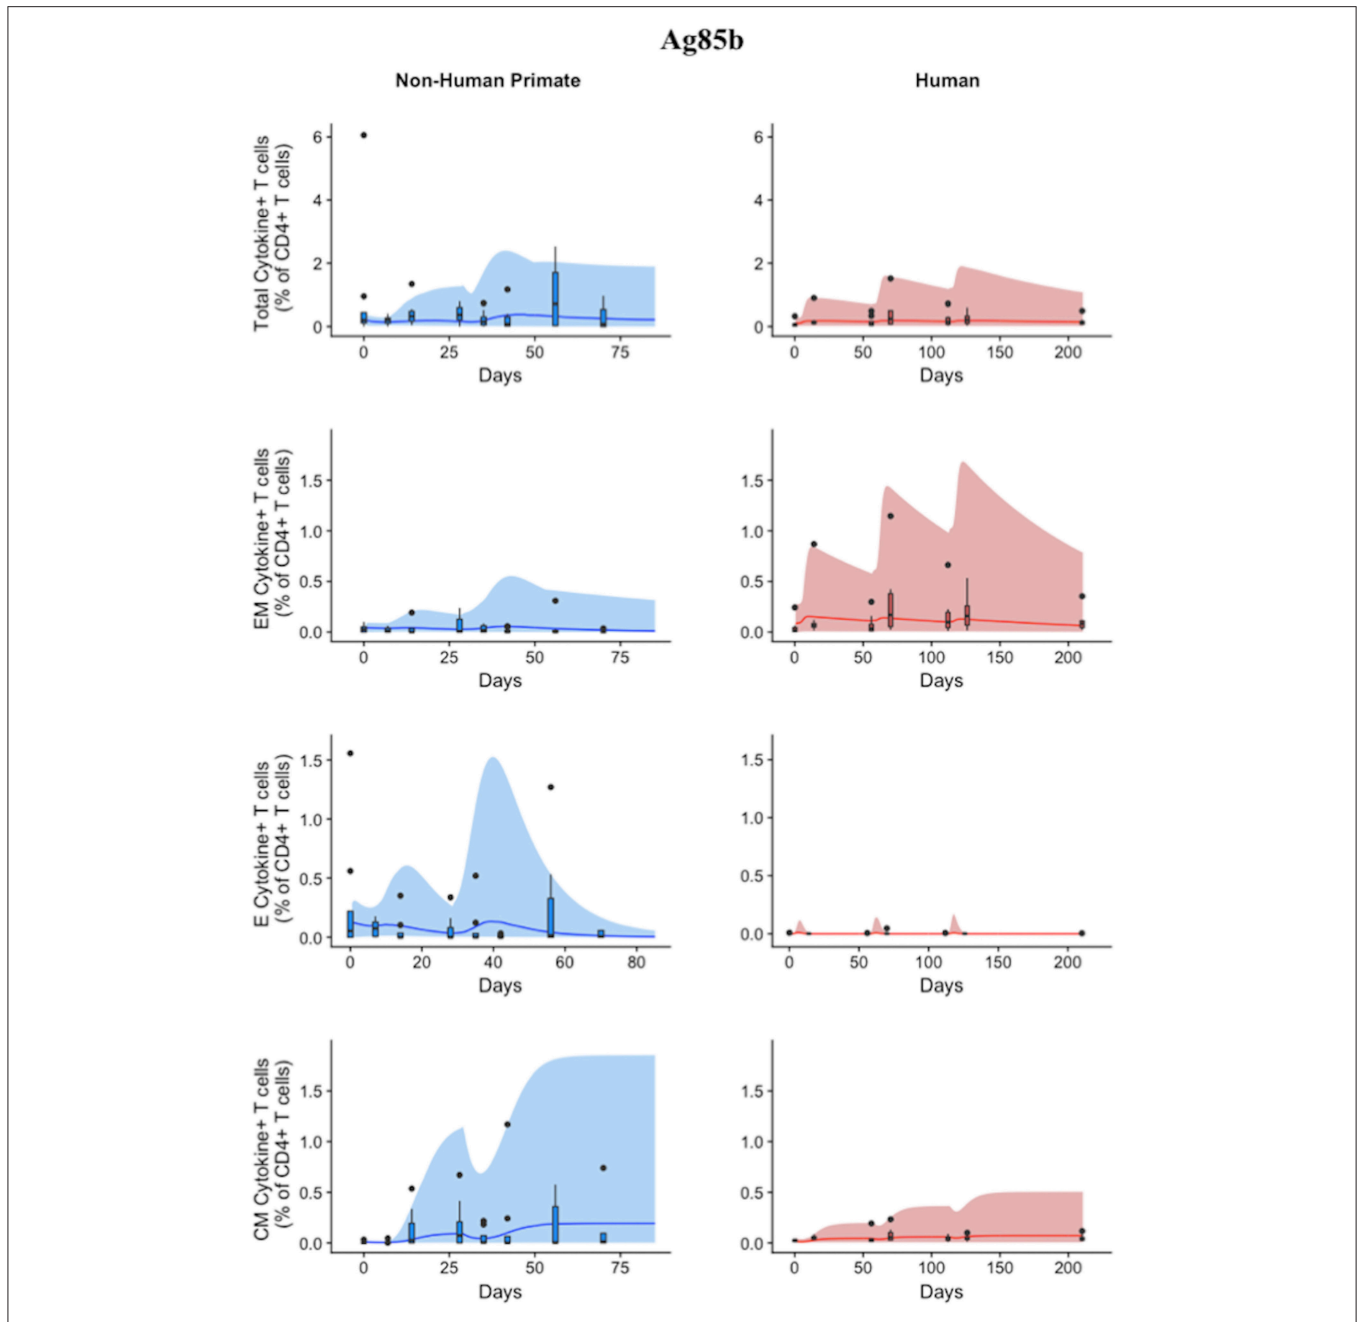 Ag85b
Non-Human Primate
Human
Total Cytokine+ T cells
(% of CD4+ T cells)
6
4
2
0
0 25 50 75
Days
6
4
2
0
0 50 100 150 200
Days
EM Cytokine+ T cells
(% of CD4+ T cells)
1.5
1.0
0.5
0.0
0 25 50 75
Days
1.5
1.0
0.5
0.0
0 50 100 150 200
Days
E Cytokine+ T cells
(% of CD4+ T cells)
1.5
1.0
0.5
0.0
0 20 40 60 80
Days
1.5
1.0
0.5
0.0
0 50 100 150 200
Days
CM Cytokine+ T cells
(% of CD4+ T cells)
1.5
1.0
0.5
0.0
0 25 50 75
Days
1.5
1.0
0.5
0.0
0 50 100 150 200
Days